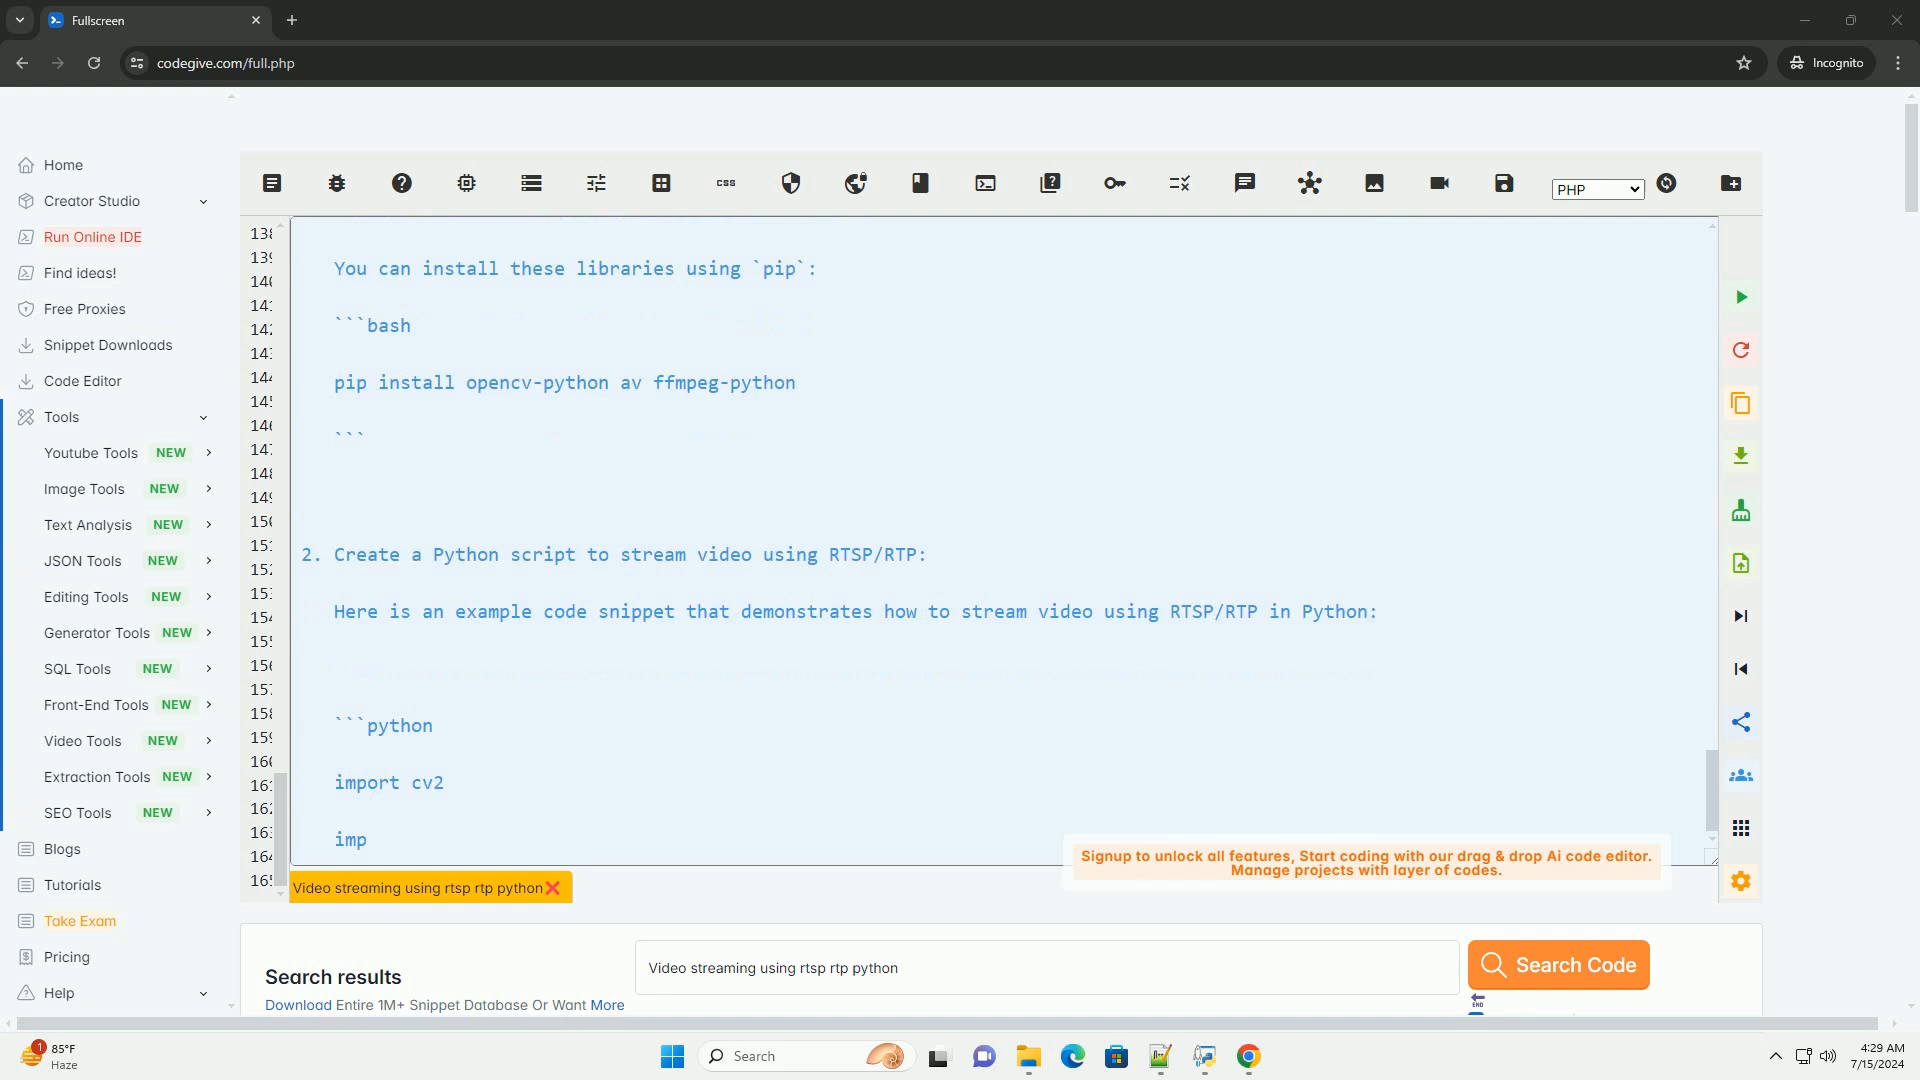 Fullscreen
codegive.com/full.php
Incognito
Home
Creator Studio
Run Online IDE
Find ideas!
Free Proxies
Snippet Downloads
Code Editor
Tools
Youtube Tools NEW
Image Tools NEW
Text Analysis NEW
JSON Tools NEW
Editing Tools NEW
Generator Tools NEW
SQL Tools NEW
Front-End Tools NEW
Video Tools NEW
Extraction Tools NEW
SEO Tools NEW
Blogs
Tutorials
Take Exam
Pricing
Help
css
PHP
You can install these libraries using `pip`:
```bash
pip install opencv-python av ffmpeg-python
```
2. Create a Python script to stream video using RTSP/RTP:
Here is an example code snippet that demonstrates how to stream video using RTSP/RTP in Python:
```python
import cv2
imp
Signup to unlock all features, Start coding with our drag & drop Ai code editor.
Manage projects with layer of codes.
Video streaming using rtsp rtp python
Search results
Video streaming using rtsp rtp python
Search Code
Download Entire 1M+ Snippet Database Or Want More
END
1
85°F
Haze
Search
4:29 AM
7/15/2024